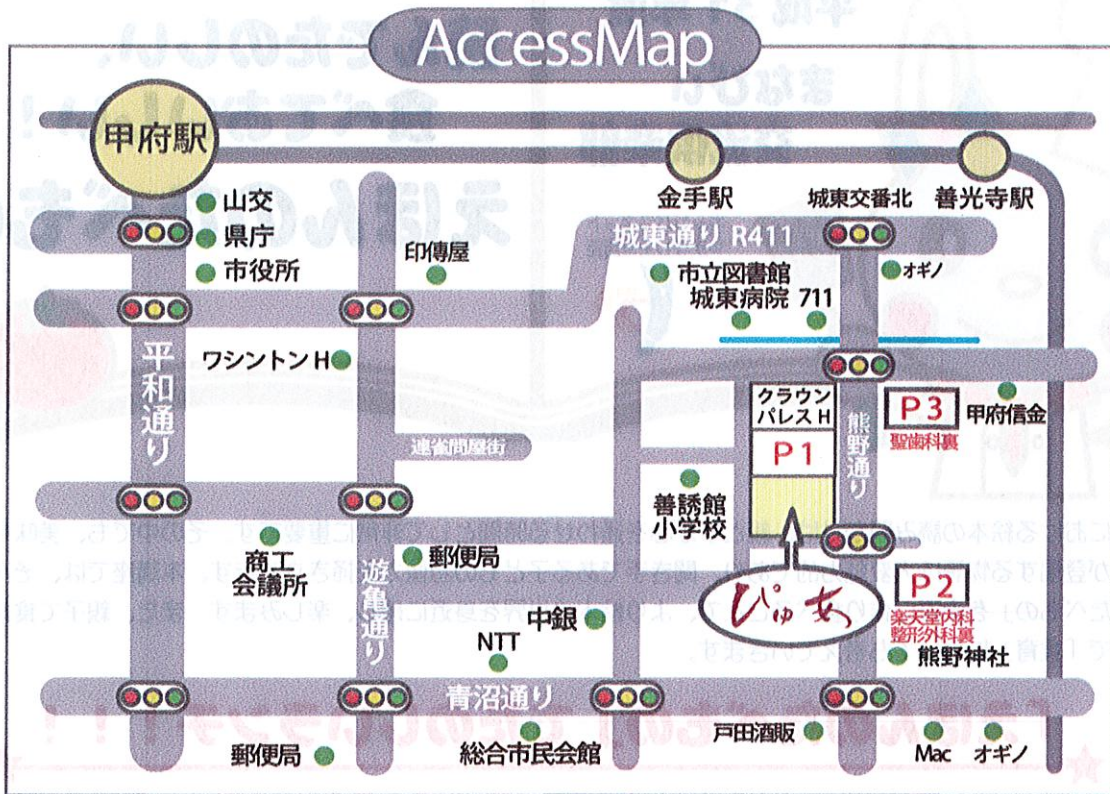 AccessMap
甲府駅
金手駅
善光寺駅
城東交番北
山交
県庁
市役所
城東通り R411
印傳屋
市立図書館
城東病院
711
オギノ
平和通り
ワシントンH
クラウン
パレスH
P1
熊野通り
P3
聖歯科裏
甲府信金
連雀問屋街
善誘館
小学校
商工
会議所
郵便局
遊亀通り
ぴゅあ
P2
楽天堂内科
整形外科裏
熊野神社
中銀
NTT
青沼通り
郵便局
総合市民会館
戸田酒販
Mac
オギノ